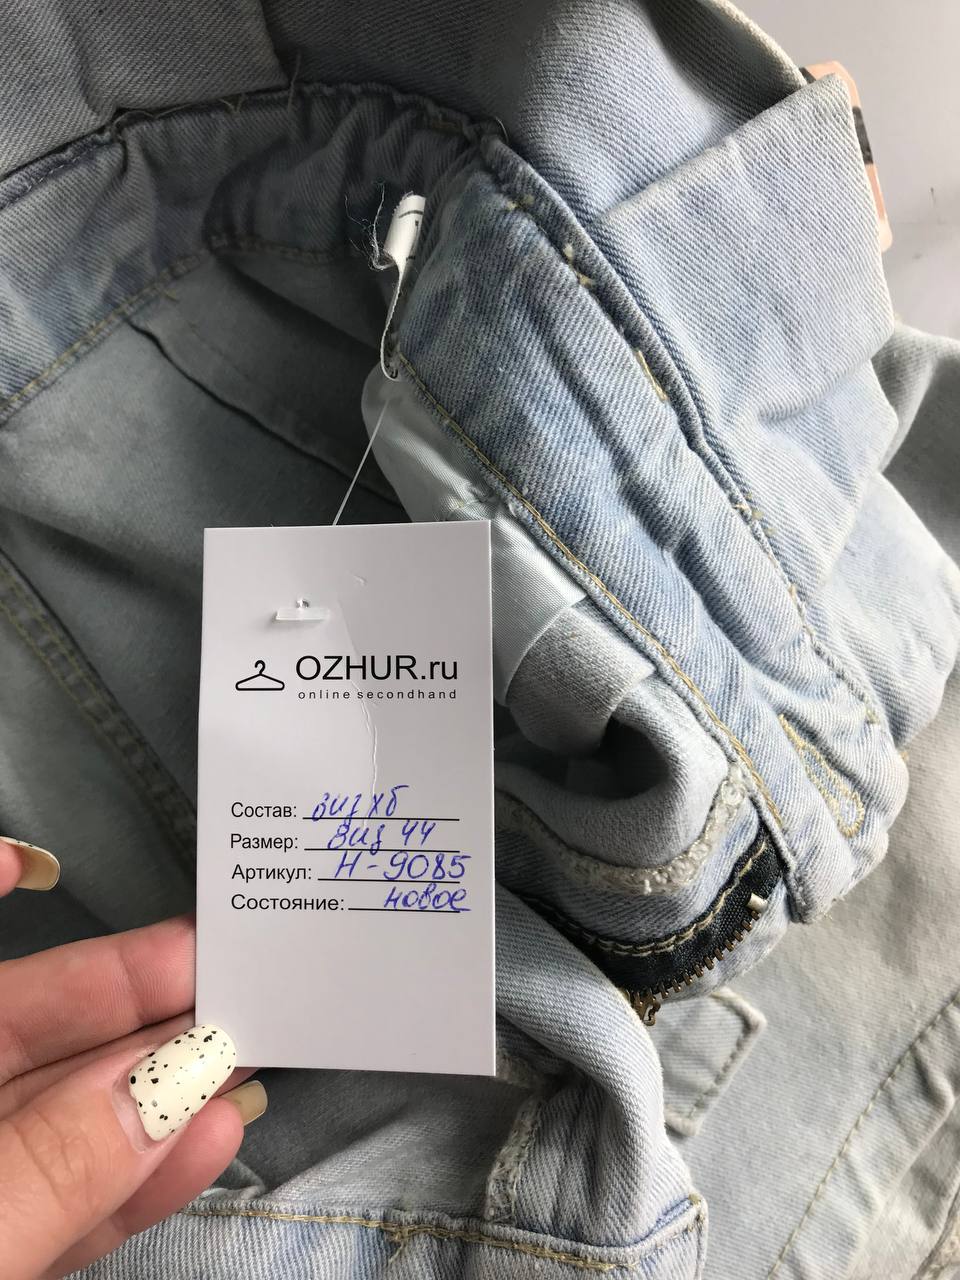 OZHUR.ru
online secondhand
Состав: виз хб
Размер: виз 44
Артикул: Н-9085
Состояние: новое